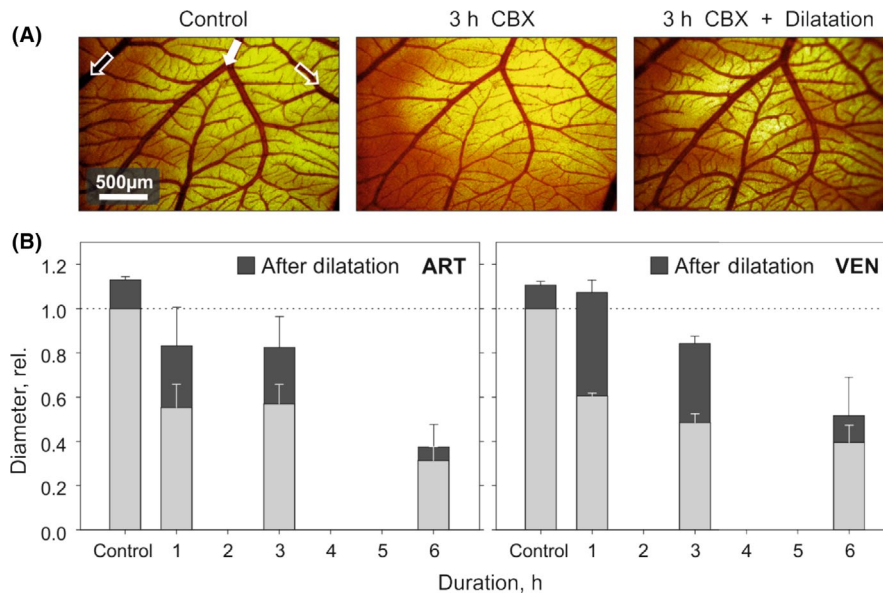 (A)
Control
3 h CBX
3 h CBX + Dilatation
500µm
(B)
After dilatation ART
After dilatation VEN
Diameter, rel.
1.2
1.0
0.8
0.6
0.4
0.2
0.0
Control 1 2 3 4 5 6
Control 1 2 3 4 5 6
Duration, h